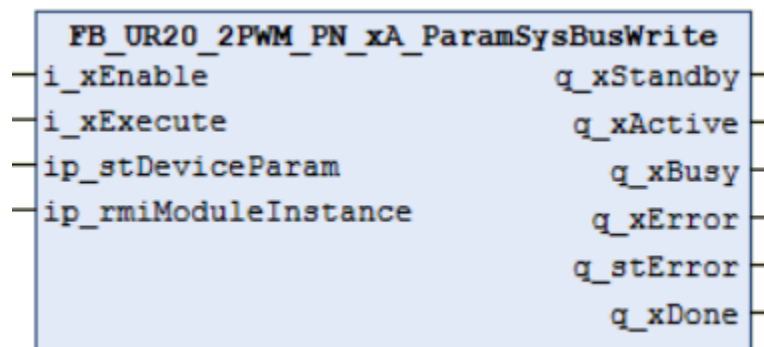 FB_UR20_2PWM_PN_xA_ParamSysBusWrite
i_xEnable q_xStandby
i_xExecute q_xActive
ip_stDeviceParam q_xBusy
ip_rmiModuleInstance q_xError
q_stError
q_xDone